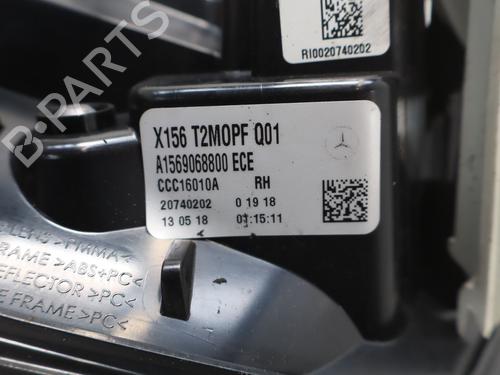 RI0020740202
X156 T2MOPF Q01
A1569068800 ECE
CCC16010A RH
20740202 0 19 18
13 05 18 01:15:11
PMMA<
FRAME >ABS+PC<
REFLECTOR >PC<
FRAME >PC<
B-PARTS